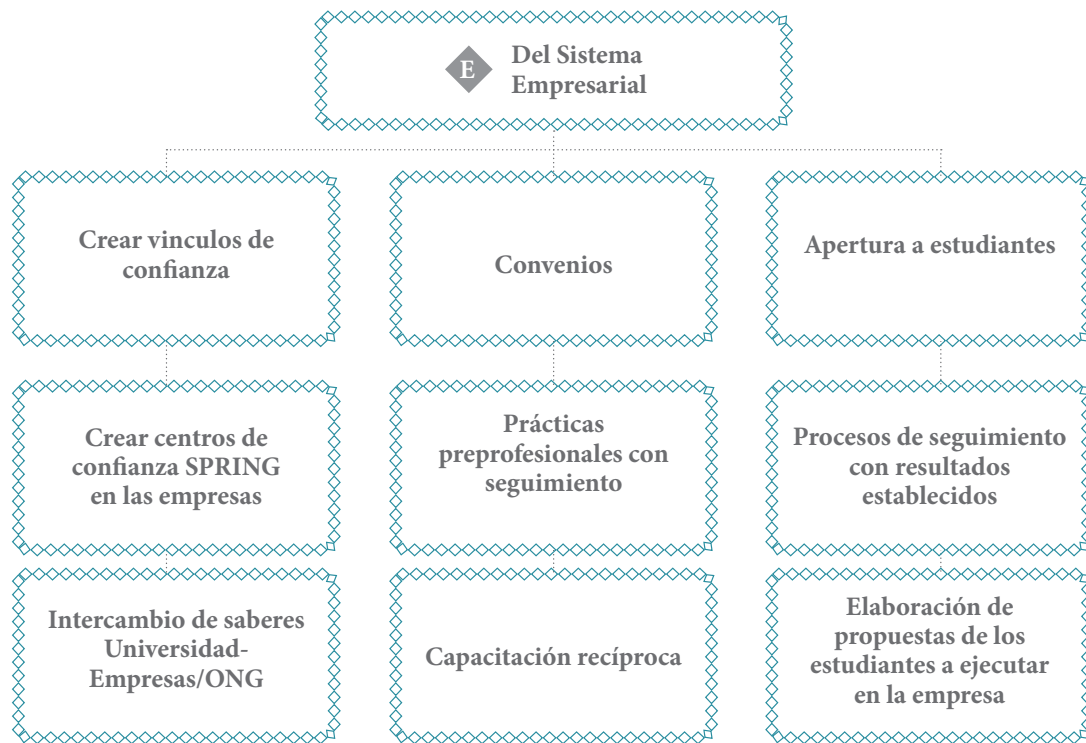 E
Del Sistema
Empresarial
Crear vinculos de
confianza
Convenios
Apertura a estudiantes
Crear centros de
confianza SPRING
en las empresas
Prácticas
preprofesionales con
seguimiento
Procesos de seguimiento
con resultados
establecidos
Intercambio de saberes
Universidad-
Empresas/ONG
Capacitación recíproca
Elaboración de
propuestas de los
estudiantes a ejecutar
en la empresa